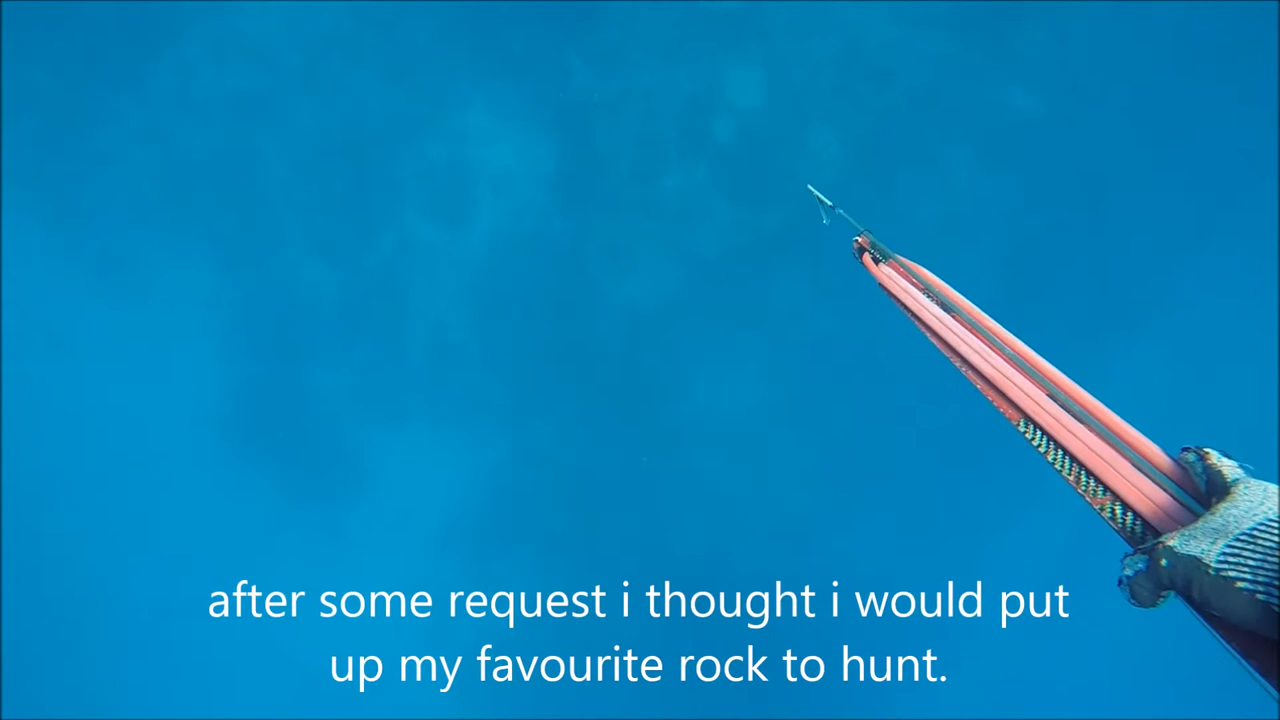 after some request i thought i would put
up my favourite rock to hunt.